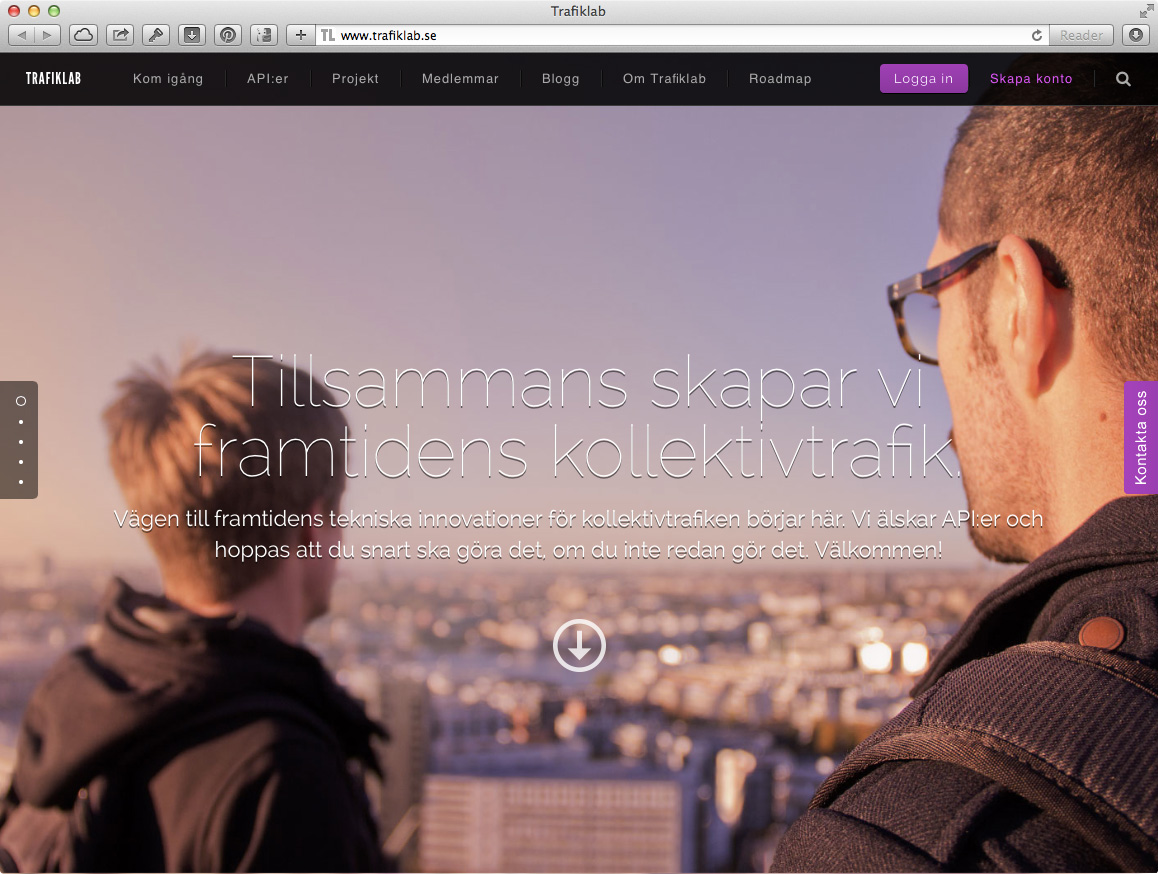 Trafiklab
TL www.trafiklab.se Reader
TRAFIKLAB Kom igång API:er Projekt Medlemmar Blogg Om Trafiklab Roadmap Logga in Skapa konto
Tillsammans skapar vi
framtidens kollektivtrafik.
Kontakta oss
Vägen till framtidens tekniska innovationer för kollektivtrafiken börjar här. Vi älskar API:er och
hoppas att du snart ska göra det, om du inte redan gör det. Välkommen!